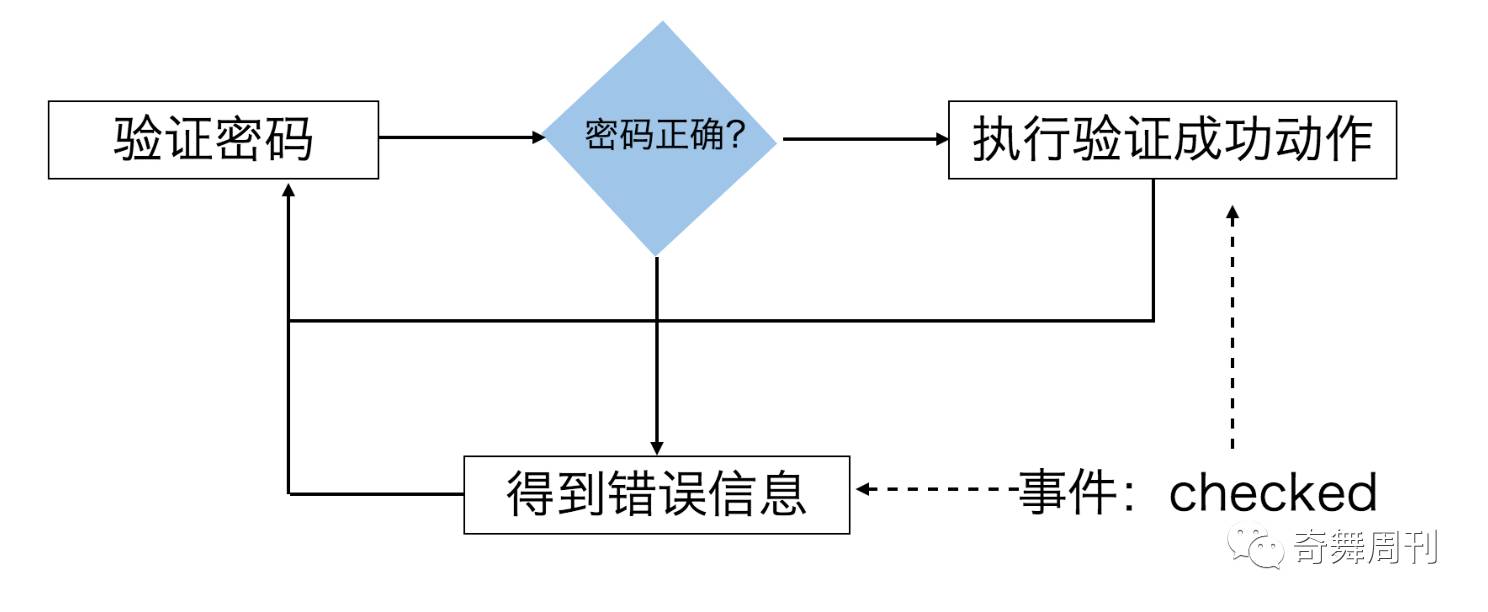 验证密码
密码正确?
执行验证成功动作
得到错误信息
事件：checked
奇舞周刊